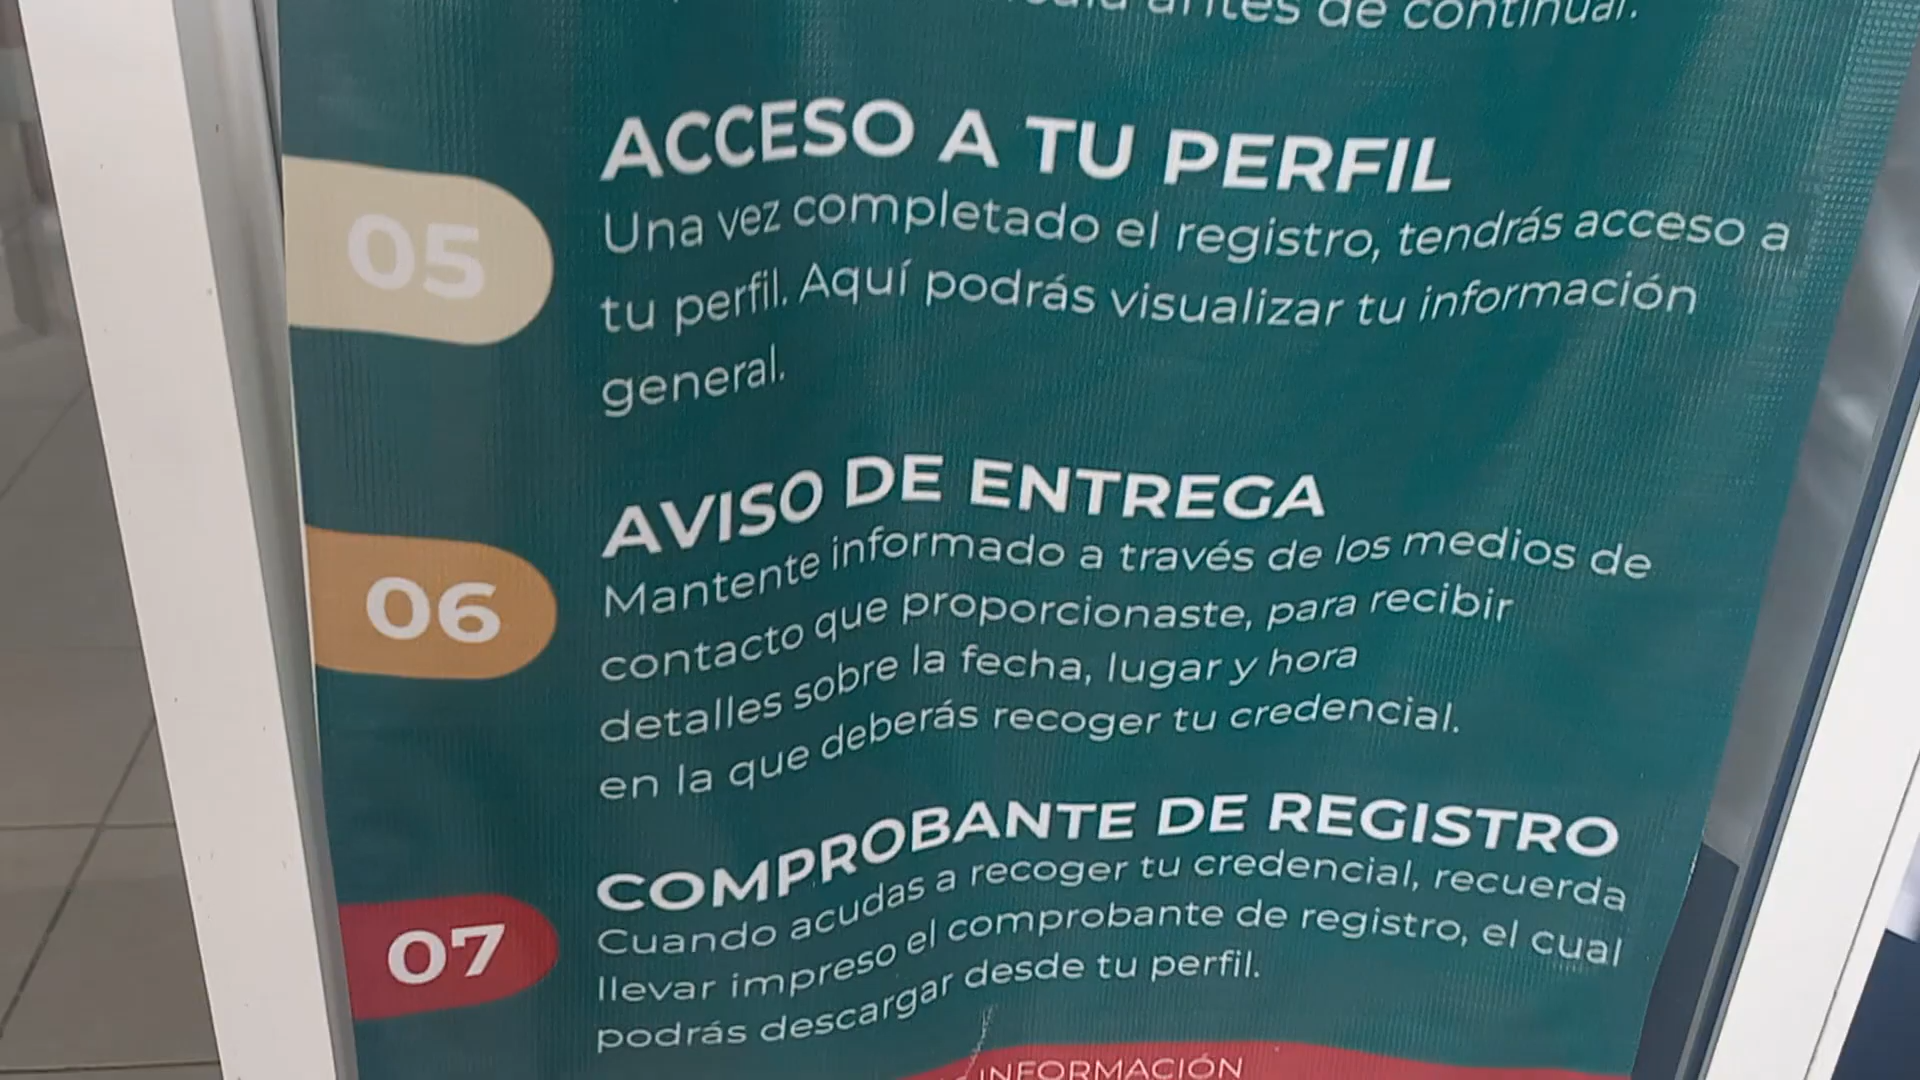 antes de continuar.
05
ACCESO A TU PERFIL
Una vez completado el registro, tendrás acceso a
tu perfil. Aquí podrás visualizar tu información
general.
06
AVISO DE ENTREGA
Mantente informado a través de los medios de
contacto que proporcionaste, para recibir
detalles sobre la fecha, lugar y hora
en la que deberás recoger tu credencial.
07
COMPROBANTE DE REGISTRO
Cuando acudas a recoger tu credencial, recuerda
llevar impreso el comprobante de registro, el cual
podrás descargar desde tu perfil.
INFORMACIÓN